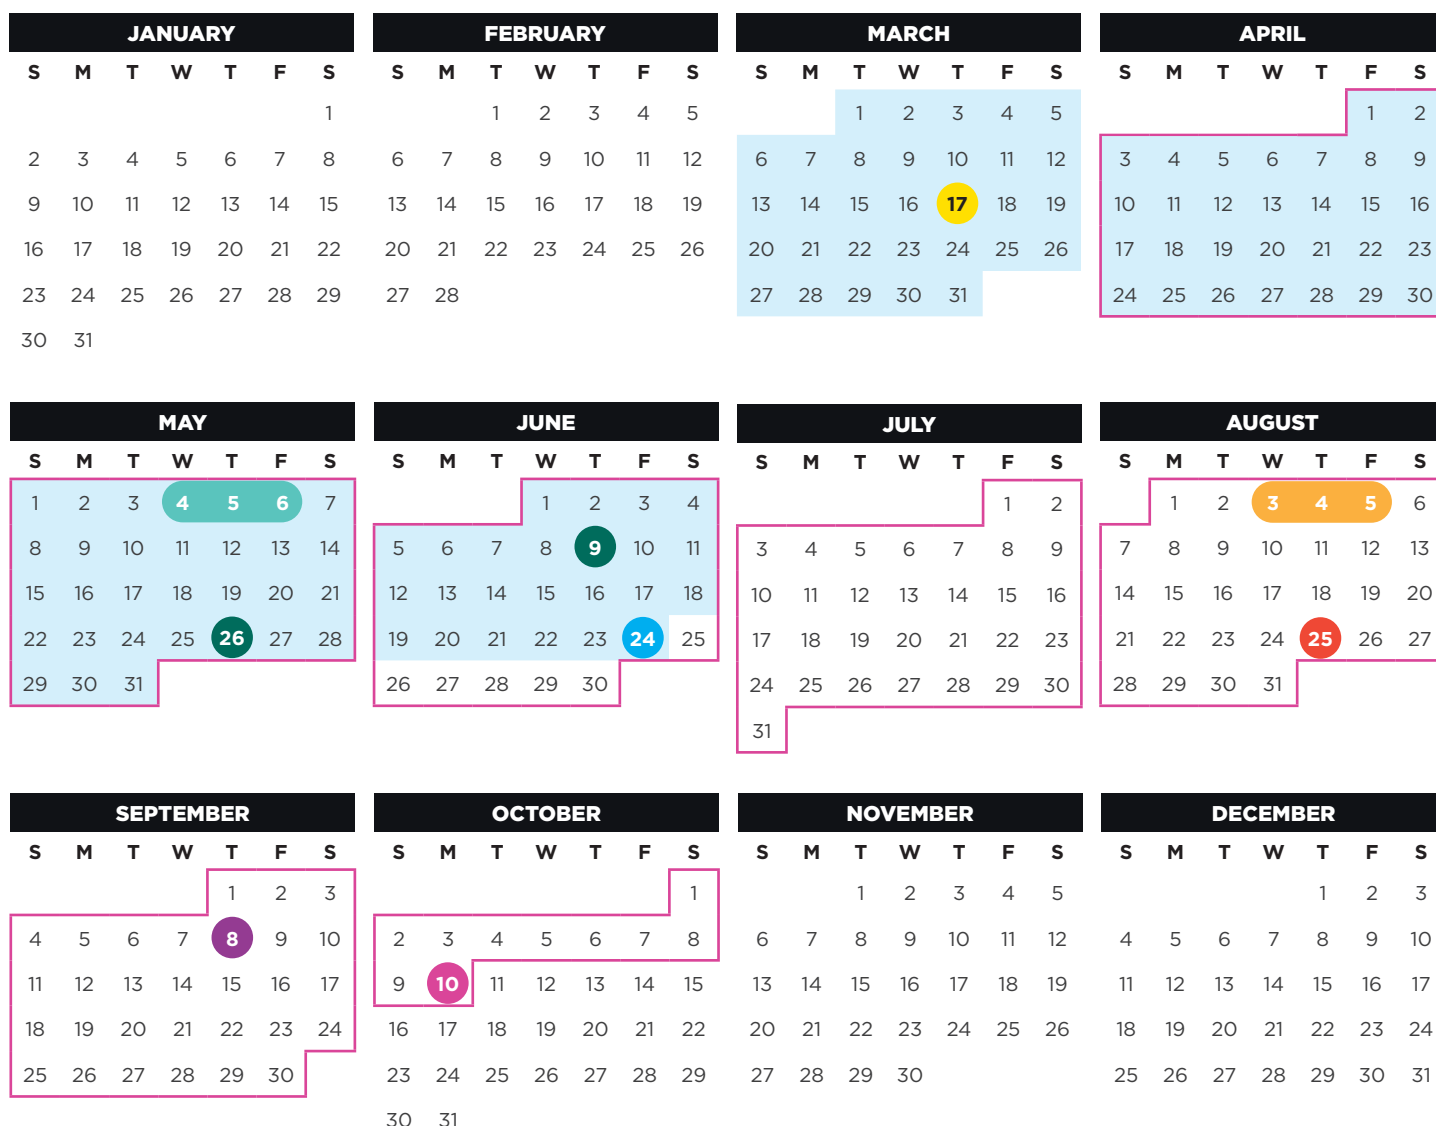 JANUARY FEBRUARY MARCH APRIL
S M T W T F S S M T W T F S S M T W T F S S M T W T F S
1 1 2 3 4 5 1 2 3 4 5 1 2
2 3 4 5 6 7 8 6 7 8 9 10 11 12 6 7 8 9 10 11 12 3 4 5 6 7 8 9
9 10 11 12 13 14 15 13 14 15 16 17 18 19 13 14 15 16 17 18 19 10 11 12 13 14 15 16
16 17 18 19 20 21 22 20 21 22 23 24 25 26 20 21 22 23 24 25 26 17 18 19 20 21 22 23
23 24 25 26 27 28 29 27 28 27 28 29 30 31 24 25 26 27 28 29 30
30 31
MAY JUNE JULY AUGUST
S M T W T F S S M T W T F S S M T W T F S S M T W T F S
1 2 3 4 5 6 7 1 2 3 4 1 2 1 2 3 4 5 6
8 9 10 11 12 13 14 5 6 7 8 9 10 11 3 4 5 6 7 8 9 7 8 9 10 11 12 13
15 16 17 18 19 20 21 12 13 14 15 16 17 18 10 11 12 13 14 15 16 14 15 16 17 18 19 20
22 23 24 25 26 27 28 19 20 21 22 23 24 25 17 18 19 20 21 22 23 21 22 23 24 25 26 27
29 30 31 26 27 28 29 30 24 25 26 27 28 29 30 28 29 30 31
31
SEPTEMBER OCTOBER NOVEMBER DECEMBER
S M T W T F S S M T W T F S S M T W T F S S M T W T F S
1 2 3 1 1 2 3 4 5 1 2 3
4 5 6 7 8 9 10 2 3 4 5 6 7 8 6 7 8 9 10 11 12 4 5 6 7 8 9 10
11 12 13 14 15 16 17 9 10 11 12 13 14 15 13 14 15 16 17 18 19 11 12 13 14 15 16 17
18 19 20 21 22 23 24 16 17 18 19 20 21 22 20 21 22 23 24 25 26 18 19 20 21 22 23 24
25 26 27 28 29 30 23 24 25 26 27 28 29 27 28 29 30 25 26 27 28 29 30 31
30 31